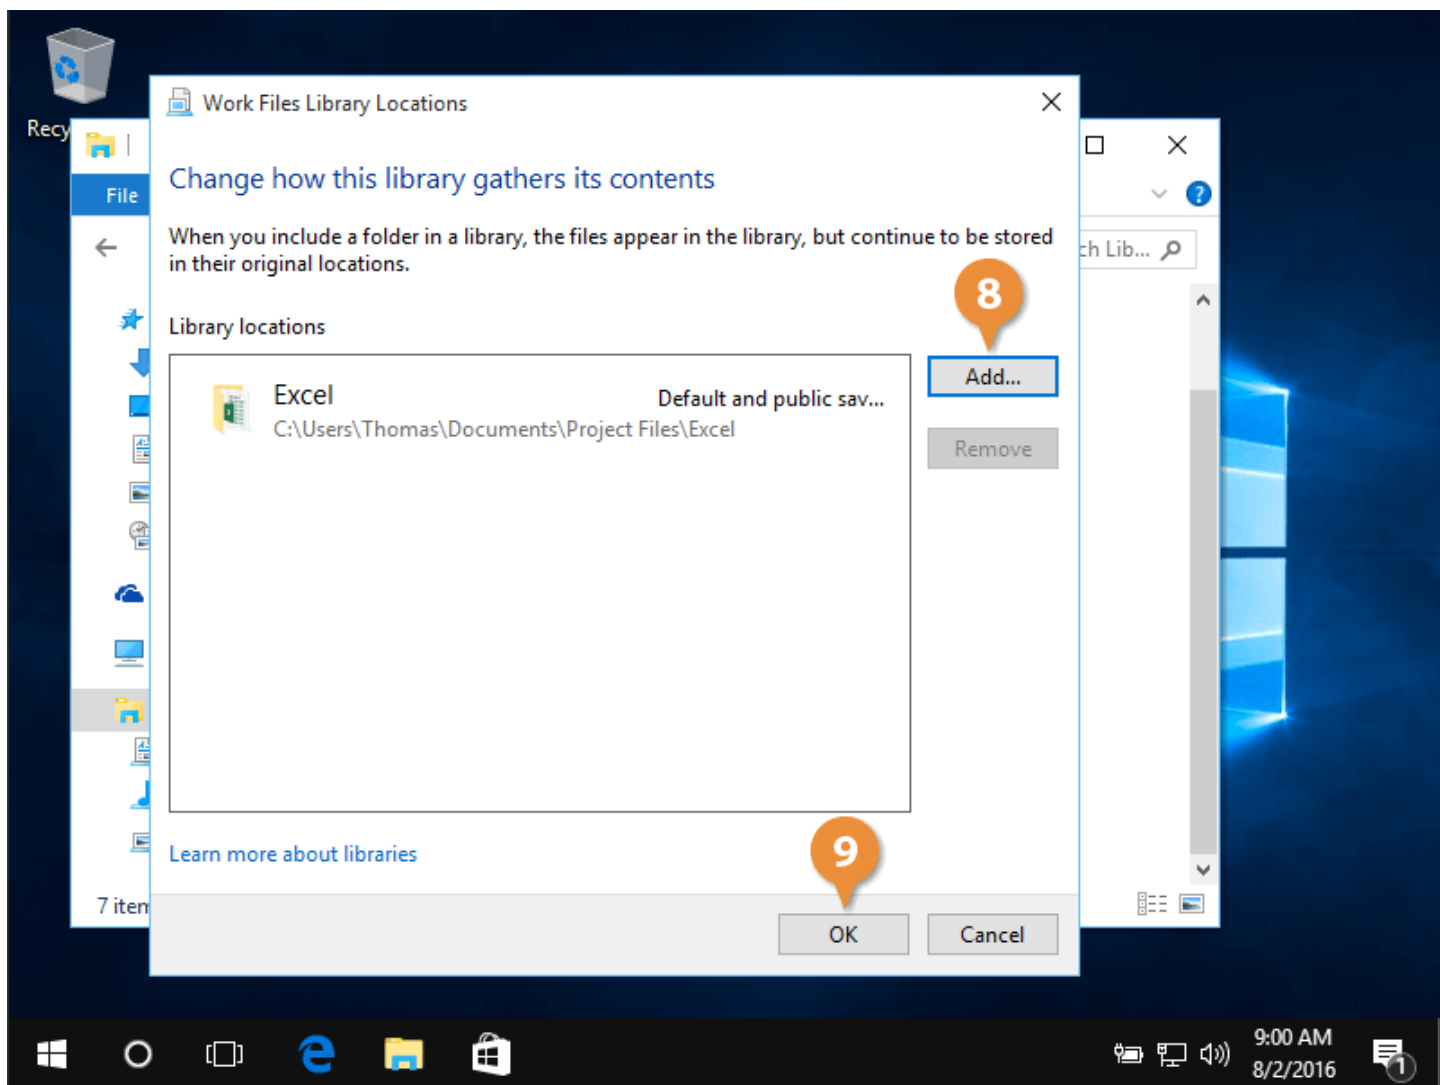 Recy
Work Files Library Locations
File
Change how this library gathers its contents
When you include a folder in a library, the files appear in the library, but continue to be stored
in their original locations.
ch Lib...
8
Library locations
Add...
Excel
Default and public sav...
C:\Users\Thomas\Documents\Project Files\Excel
Remove
Learn more about libraries
9
7 item
OK
Cancel
9:00 AM
8/2/2016
1